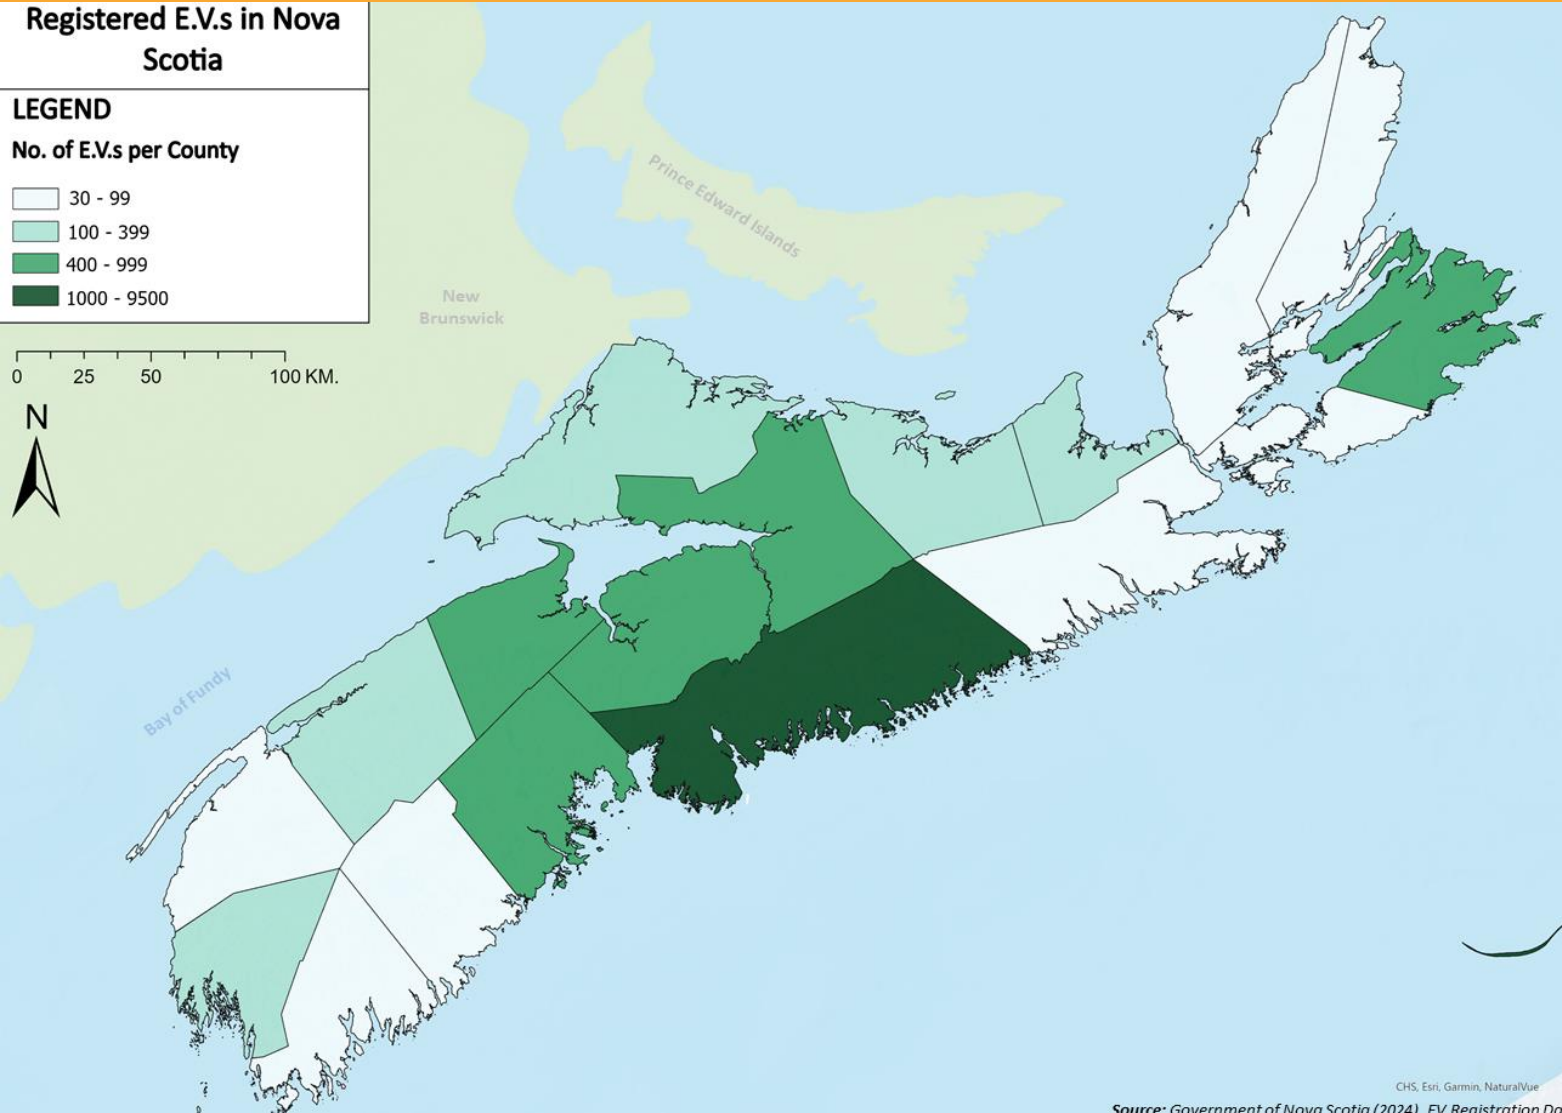 Registered E.V.s in Nova
Scotia
LEGEND
No. of E.V.s per County
30 - 99
100 - 399
400 - 999
1000 - 9500
0 25 50 100 KM.
N
Prince Edward Islands
New
Brunswick
Bay of Fundy
CHS, Esri, Garmin, NaturalVue
Source: Government of Nova Scotia (2024). EV Registration